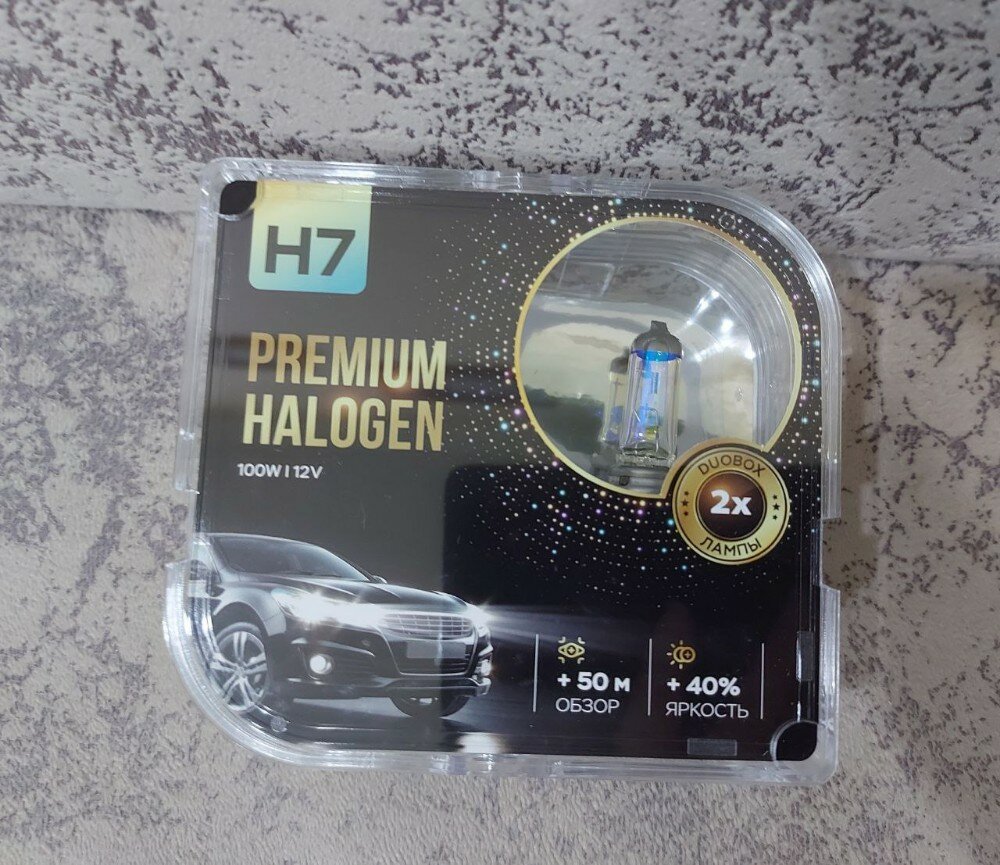 H7
PREMIUM
HALOGEN
100W | 12V
DUOBOX
2x
ЛАМПЫ
+ 50 м
ОБЗОР
+ 40%
ЯРКОСТЬ